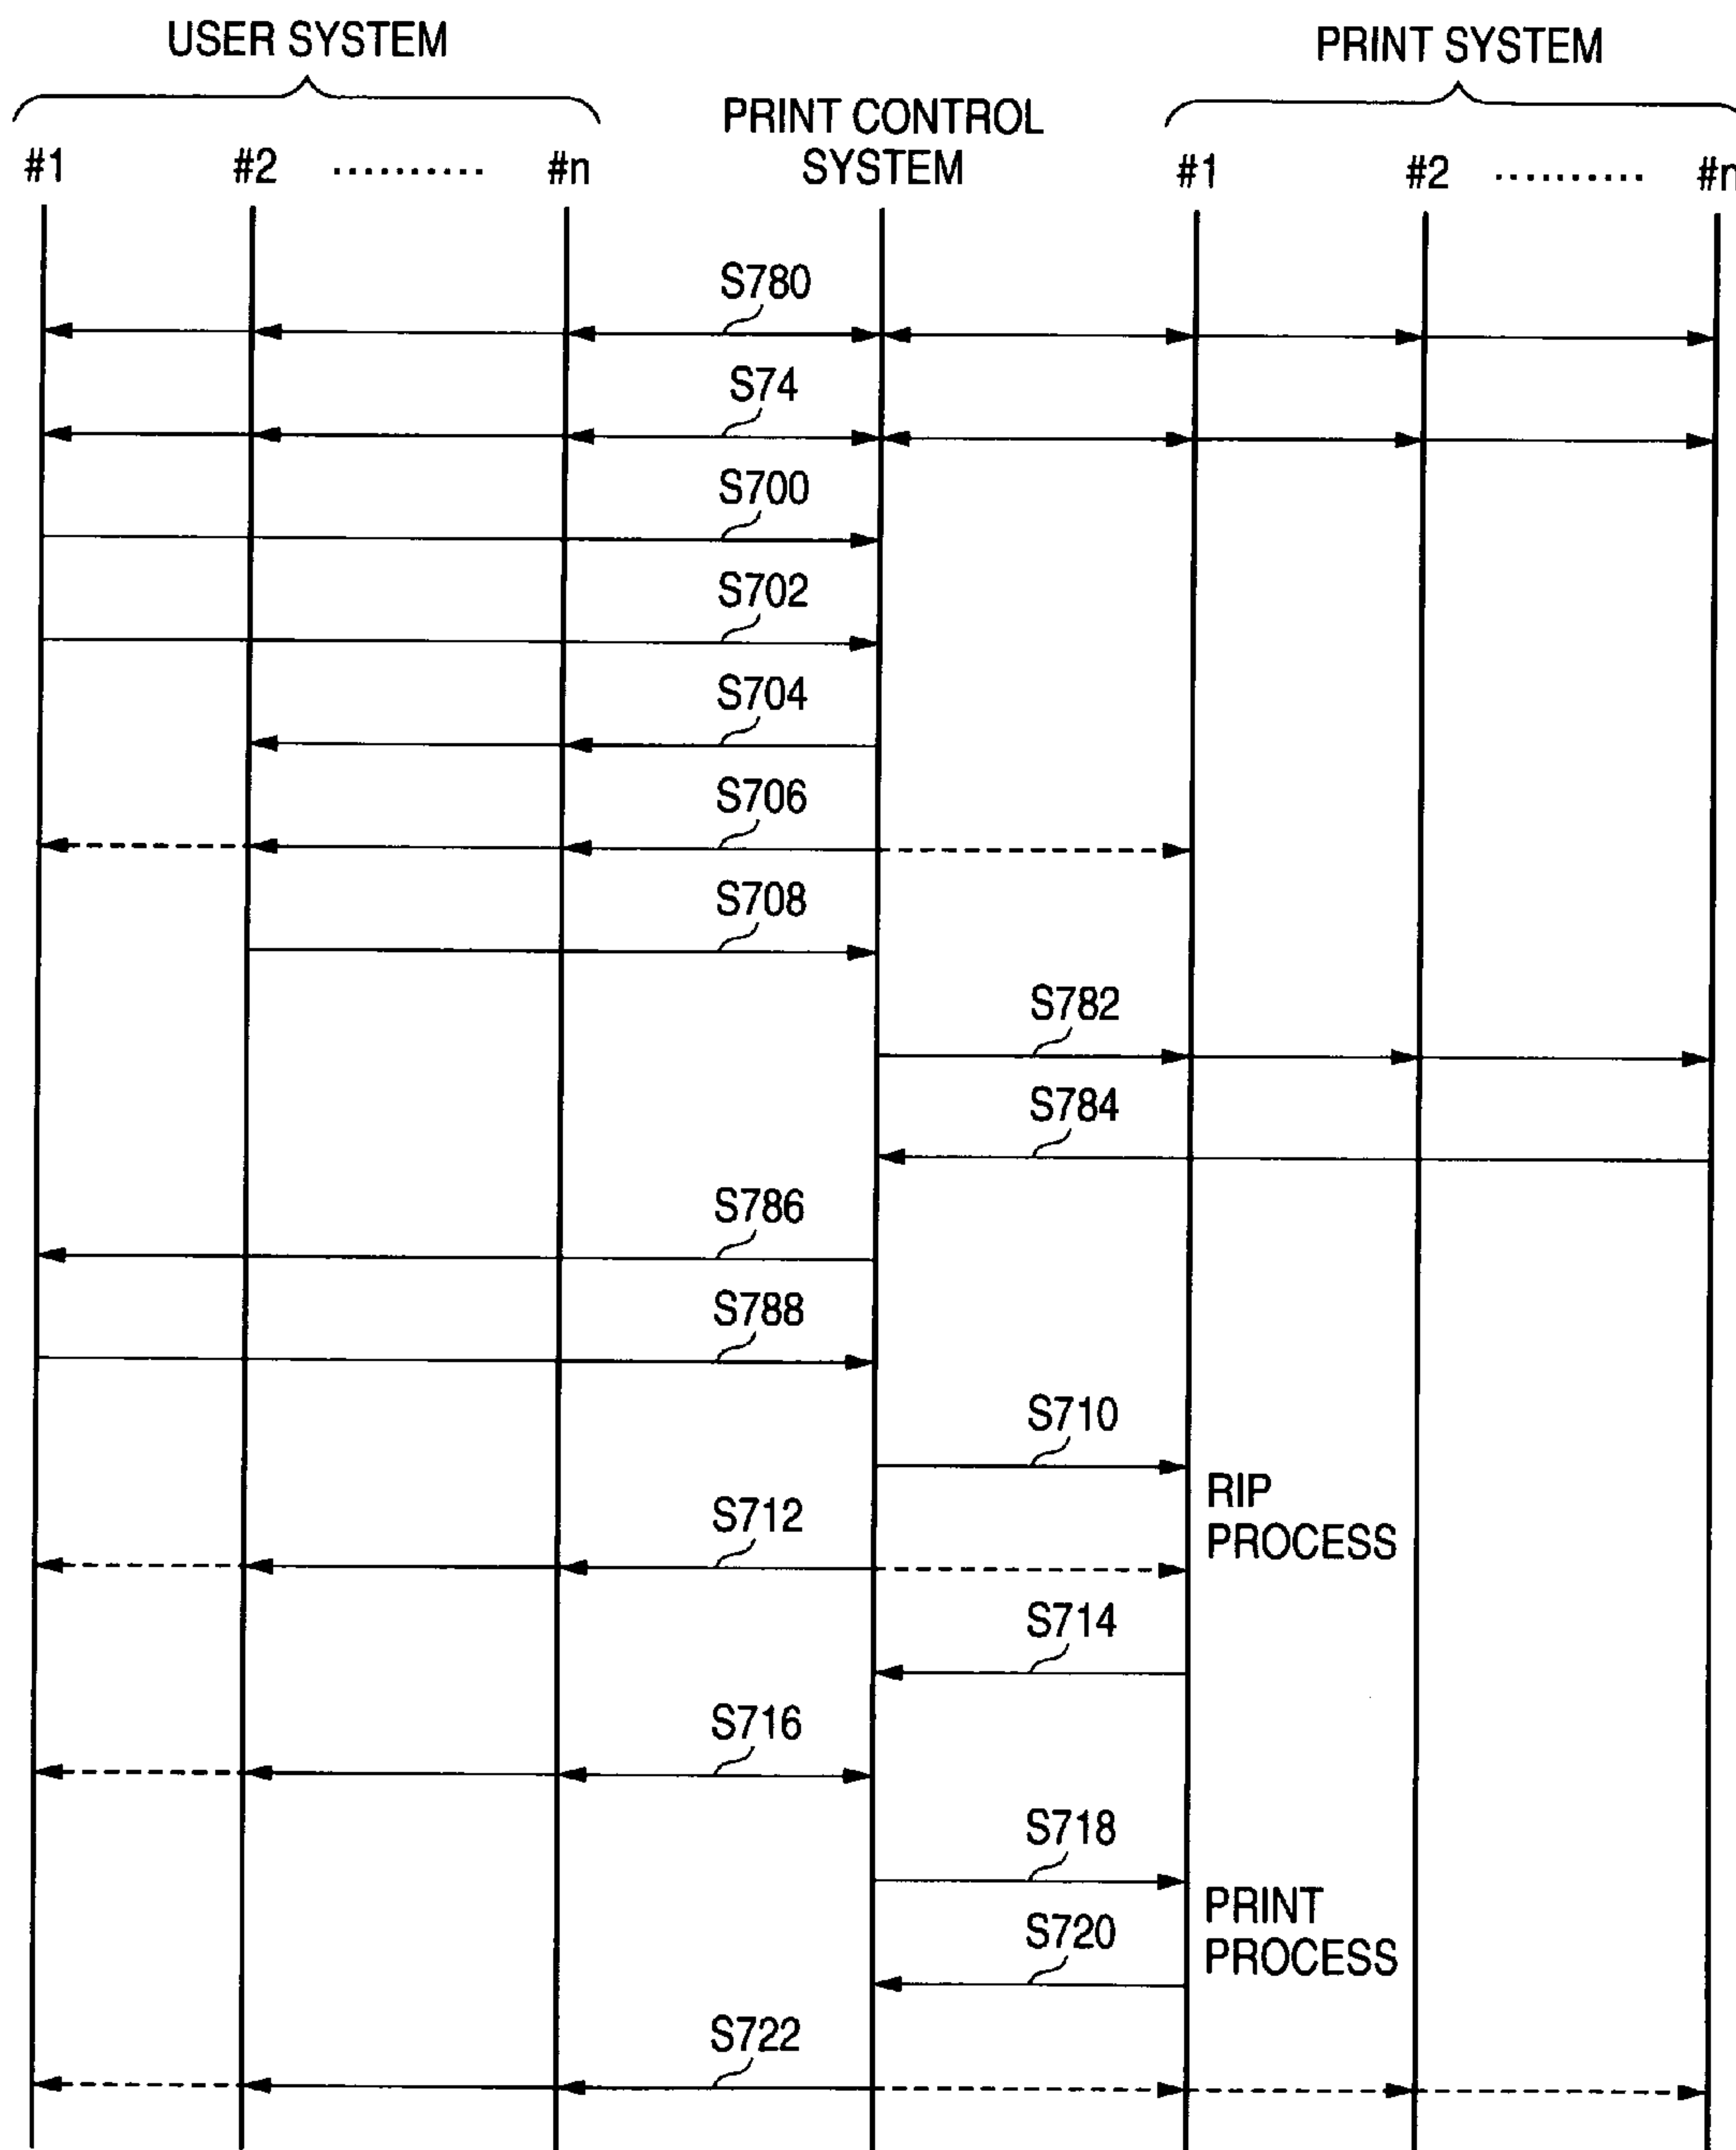 USER SYSTEM
PRINT SYSTEM
PRINT CONTROL
SYSTEM
#1 #2 .......... #n
#1 #2 .......... #n
S780
S74
S700
S702
S704
S706
S708
S782
S784
S786
S788
S710
RIP
PROCESS
S712
S714
S716
S718
PRINT
PROCESS
S720
S722